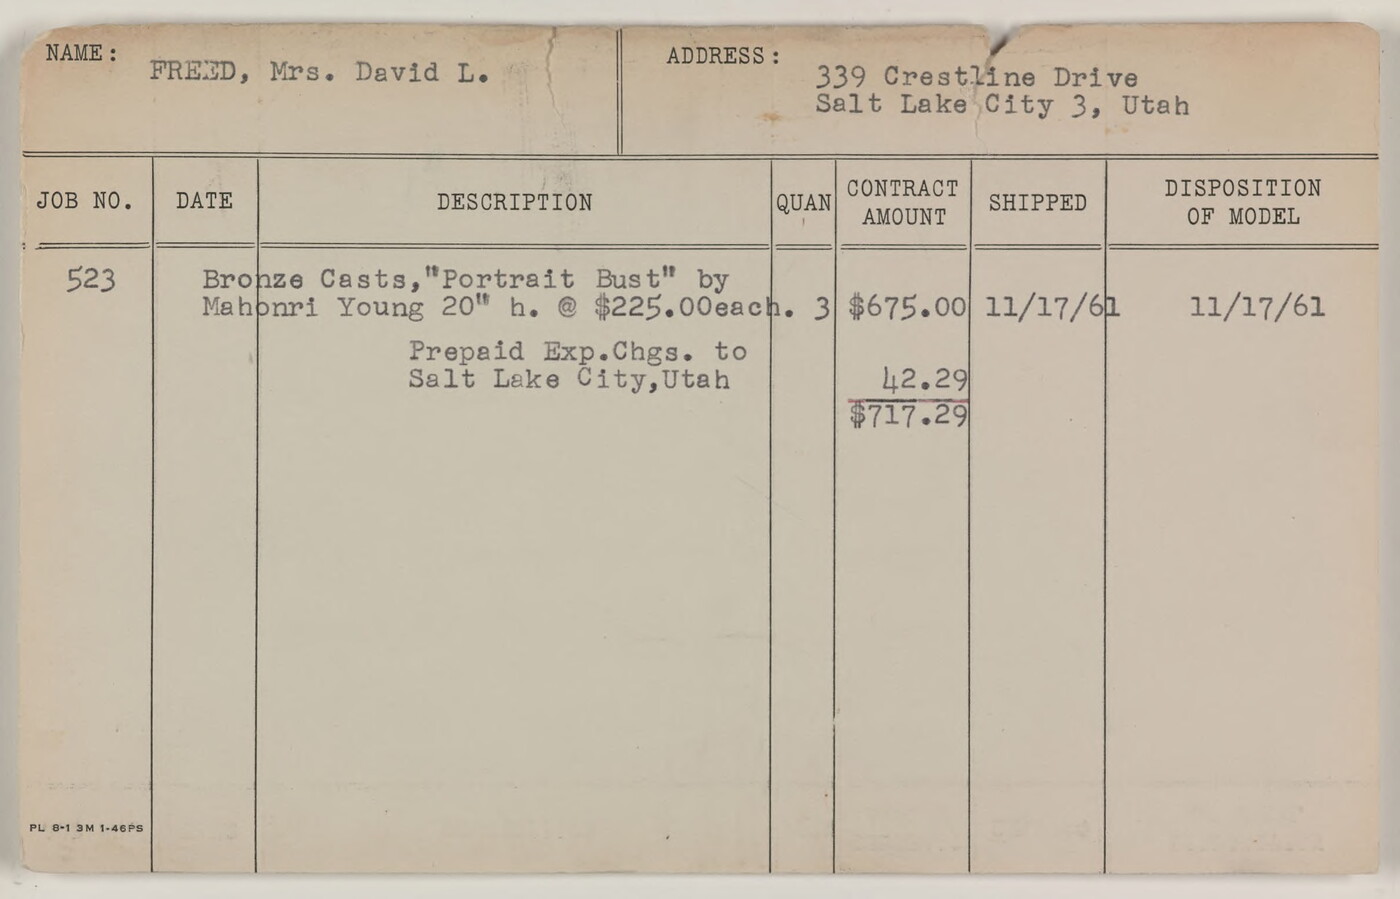 NAME: FREED, Mrs. David L. ADDRESS: 339 Crestline Drive
Salt Lake City 3, Utah
JOB NO. DATE DESCRIPTION QUAN CONTRACT AMOUNT SHIPPED DISPOSITION OF MODEL
523 Bronze Casts,"Portrait Bust" by
Mahonri Young 20" h. @ $225.00each. 3 $675.00 11/17/61 11/17/61
Prepaid Exp.Chgs. to
Salt Lake City,Utah 42.29
$717.29
PL 8-1 3M 1-46PS